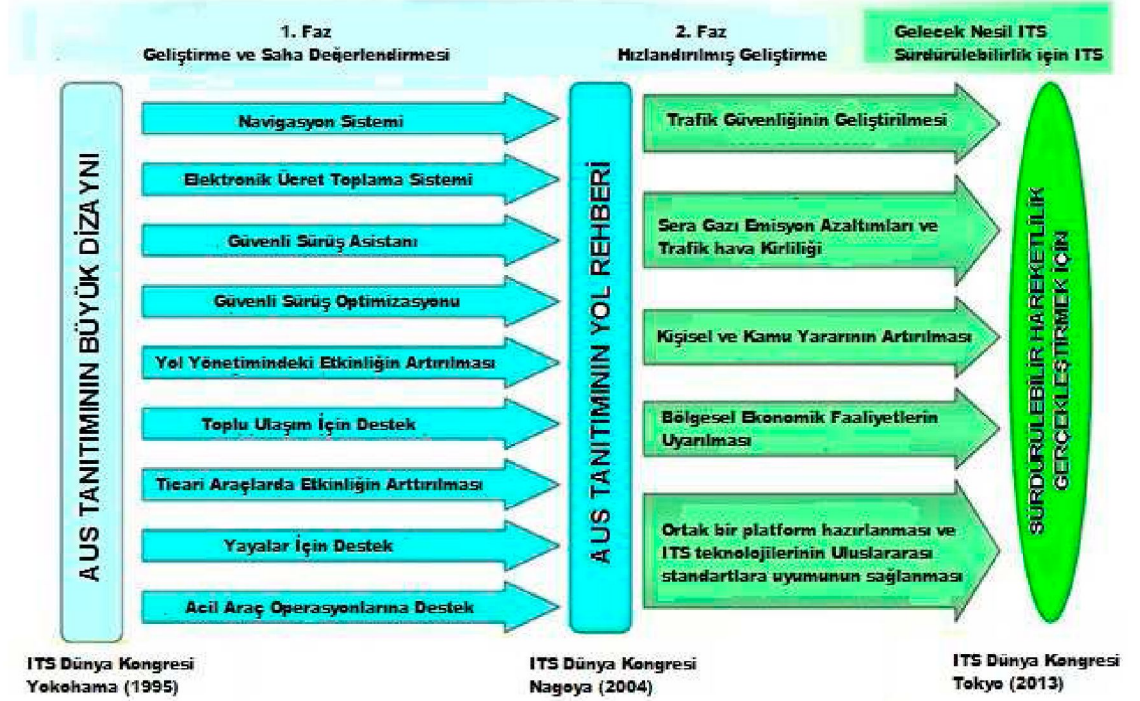 1. Faz
Geliştirme ve Saha Değerlendirmesi
2. Faz
Hızlandırılmış Geliştirme
Gelecek Nesil ITS
Sürdürülebilirlik için ITS
AUS TANITIMININ BÜYÜK DİZAYNI
Navigasyon Sistemi
Elektronik Ücret Toplama Sistemi
Güvenli Sürüş Asistanı
Güvenli Sürüş Optimizasyonu
Yol Yönetimindeki Etkinliğin Artırılması
Toplu Ulaşım İçin Destek
Ticari Araçlarda Etkinliğin Arttırılması
Yayalar İçin Destek
Acil Araç Operasyonlarına Destek
AUS TANITIMININ YOL REHBERİ
Trafik Güvenliğinin Geliştirilmesi
Sera Gazı Emisyon Azaltımları ve
Trafik hava Kirliliği
Kişisel ve Kamu Yararının Artırılması
Bölgesel Ekonomik Faaliyetlerin
Uyarılması
Ortak bir platform hazırlanması ve
ITS teknolojilerinin Uluslararası
standartlara uyumunun sağlanması
SÜRDÜRÜLEBİLİR HAREKETLİLİK
GERÇEKLEŞTİRMEK İÇİN
ITS Dünya Kongresi
Yokohama (1995)
ITS Dünya Kongresi
Nagoya (2004)
ITS Dünya Kongresi
Tokyo (2013)